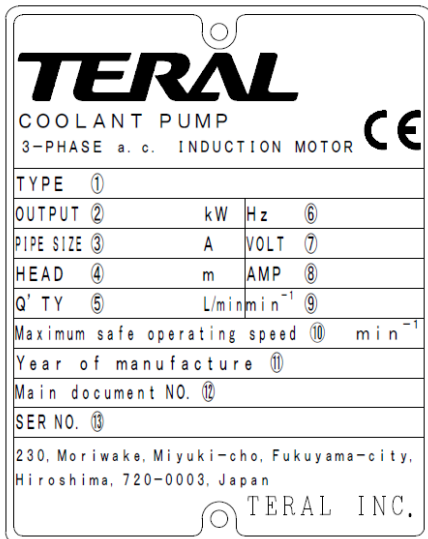 TERAL
COOLANT PUMP
3-PHASE a. c. INDUCTION MOTOR CE
TYPE ①
OUTPUT ② kW Hz ⑥
PIPE SIZE ③ A VOLT ⑦
HEAD ④ m AMP ⑧
Q'TY ⑤ L/min min⁻¹ ⑨
Maximum safe operating speed ⑩ min⁻¹
Year of manufacture ⑪
Main document NO. ⑫
SER NO. ⑬
230, Moriwake, Miyuki-cho, Fukuyama-city,
Hiroshima, 720-0003, Japan
TERAL INC.